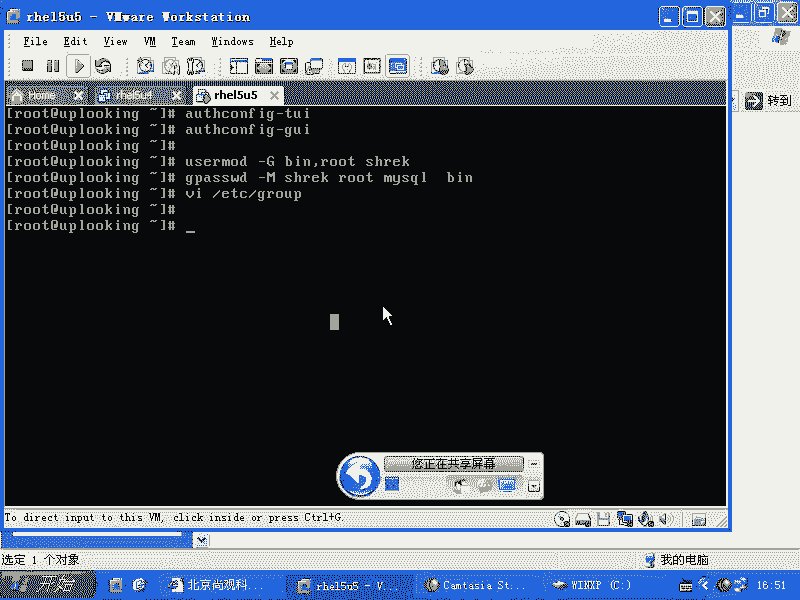 rhel5u5 - VMware Workstation
File Edit View VM Team Windows Help
Home rhel5u4 rhel5u5
转到
[root@uplooking ~]# authconfig-tui
[root@uplooking ~]# authconfig-gui
[root@uplooking ~]#
[root@uplooking ~]# usermod -G bin,root shrek
[root@uplooking ~]# gpasswd -M shrek root mysql  bin
[root@uplooking ~]# vi /etc/group
[root@uplooking ~]#
[root@uplooking ~]# _
您正在共享屏幕
To direct input to this VM, click inside or press Ctrl+G.
选定 1 个对象
我的电脑
开始 北京尚观科... rhel5u5 - V... Camtasia St... WINXP (C:) 16:51